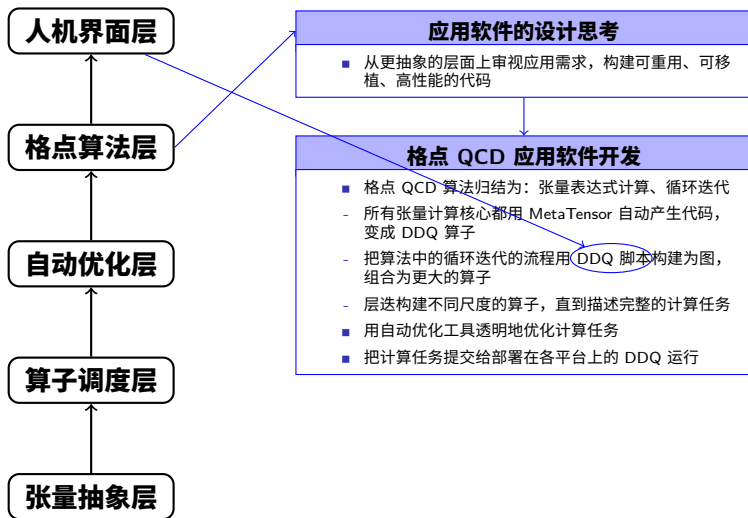 人机界面层
格点算法层
自动优化层
算子调度层
张量抽象层
应用软件的设计思考
从更抽象的层面上审视应用需求，构建可重用、可移
植、高性能的代码
格点 QCD 应用软件开发
格点 QCD 算法归结为：张量表达式计算、循环迭代
- 所有张量计算核心都用 MetaTensor 自动产生代码，
变成 DDQ 算子
- 把算法中的循环迭代的流程用 DDQ 脚本构建为图，
组合为更大的算子
- 层迭构建不同尺度的算子，直到描述完整的计算任务
用自动优化工具透明地优化计算任务
把计算任务提交给部署在各平台上的 DDQ 运行